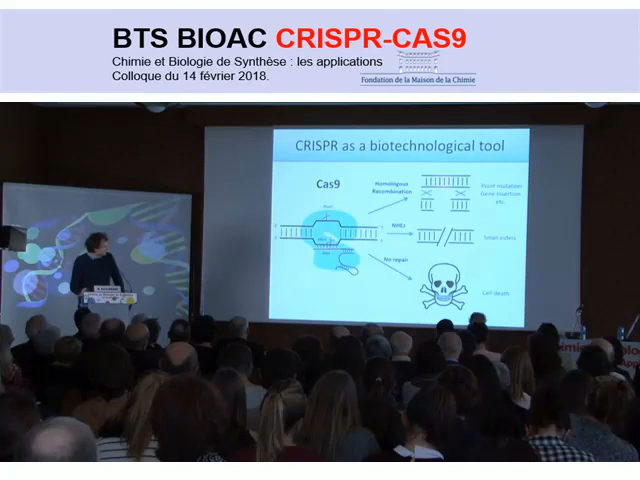 BTS BIOAC CRISPR-CAS9
Chimie et Biologie de Synthèse : les applications
Colloque du 14 février 2018.
Fondation de la Maison de la Chimie
CRISPR as a biotechnological tool
Cas9
Homologous
Recombination
Point mutation
Gene insertion
etc.
NHEJ
Small indels
No repair
Cell death